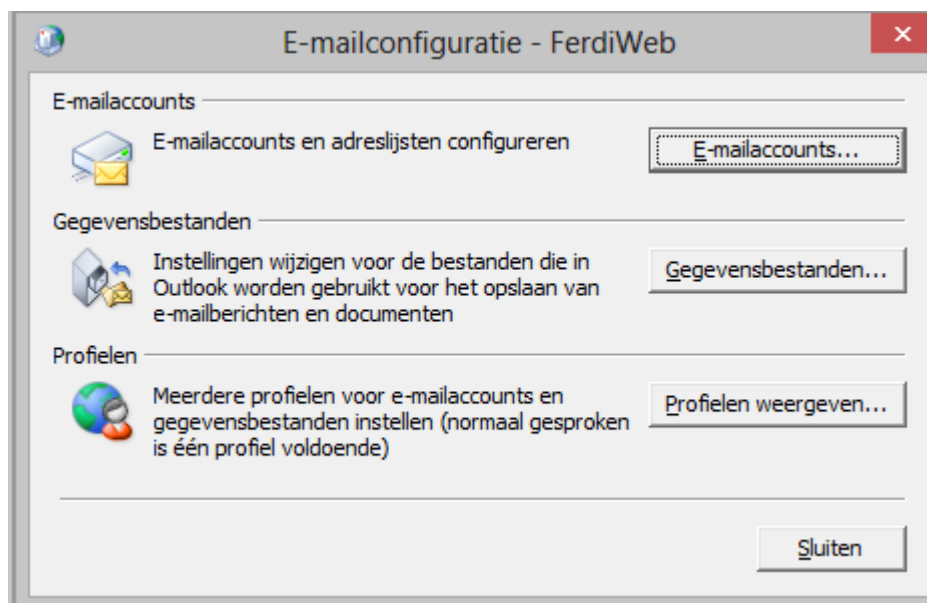 E-mailconfiguratie - FerdiWeb
E-mailaccounts
E-mailaccounts en adreslijsten configureren
E-mailaccounts...
Gegevensbestanden
Instellingen wijzigen voor de bestanden die in
Outlook worden gebruikt voor het opslaan van
e-mailberichten en documenten
Gegevensbestanden...
Profielen
Meerdere profielen voor e-mailaccounts en
gegevensbestanden instellen (normaal gesproken
is één profiel voldoende)
Profielen weergeven...
Sluiten